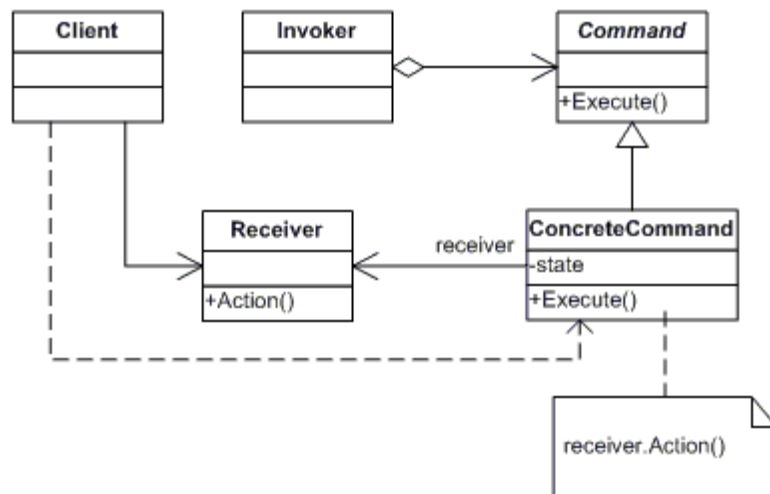 Client
Invoker
Command
+Execute()
Receiver
+Action()
receiver
ConcreteCommand
-state
+Execute()
receiver.Action()